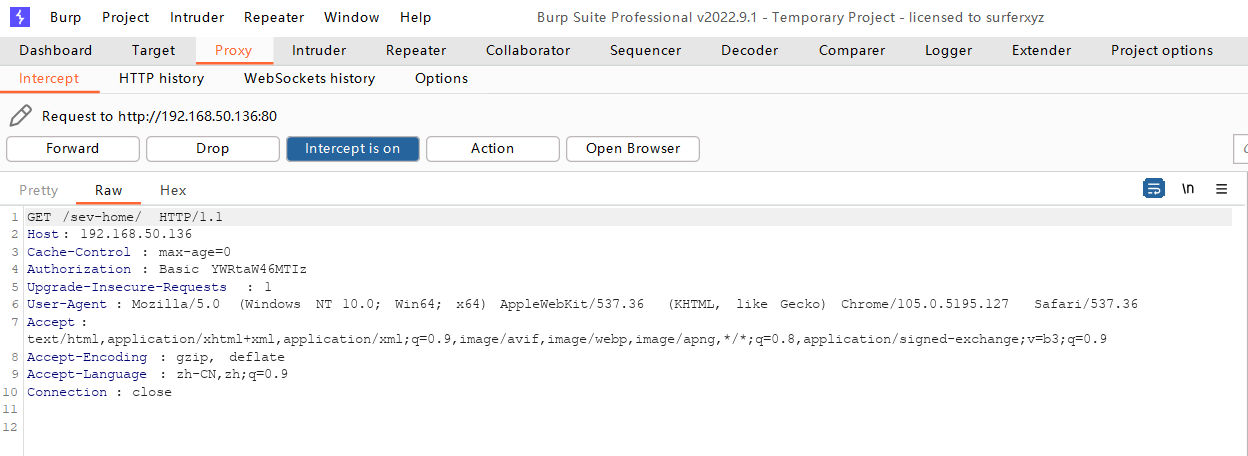 Burp Project Intruder Repeater Window Help Burp Suite Professional v2022.9.1 - Temporary Project - licensed to surferxyz
Dashboard Target Proxy Intruder Repeater Collaborator Sequencer Decoder Comparer Logger Extender Project options
Intercept HTTP history WebSockets history Options
Request to http://192.168.50.136:80
Forward Drop Intercept is on Action Open Browser
Pretty Raw Hex \n
1 GET /sev-home/ HTTP/1.1
2 Host: 192.168.50.136
3 Cache-Control : max-age=0
4 Authorization : Basic YWRtaW46MTIz
5 Upgrade-Insecure-Requests : 1
6 User-Agent : Mozilla/5.0 (Windows NT 10.0; Win64; x64) AppleWebKit/537.36 (KHTML, like Gecko) Chrome/105.0.5195.127 Safari/537.36
7 Accept :
text/html,application/xhtml+xml,application/xml;q=0.9,image/avif,image/webp,image/apng,*/*;q=0.8,application/signed-exchange;v=b3;q=0.9
8 Accept-Encoding : gzip, deflate
9 Accept-Language : zh-CN,zh;q=0.9
10 Connection : close
11
12